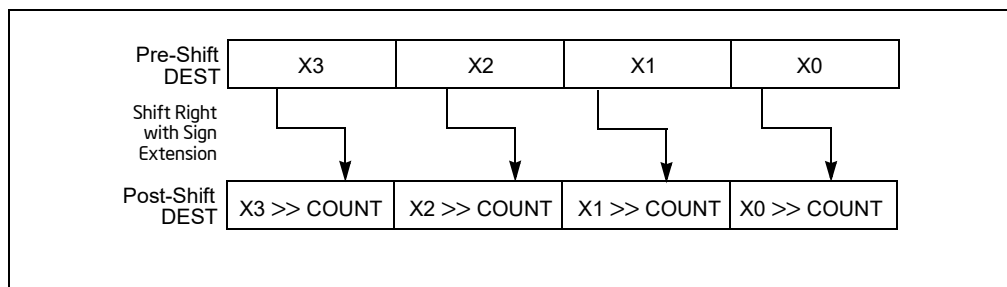 Pre-Shift
DEST
X3 X2 X1 X0
Shift Right
with Sign
Extension
Post-Shift
DEST
X3 >> COUNT X2 >> COUNT X1 >> COUNT X0 >> COUNT